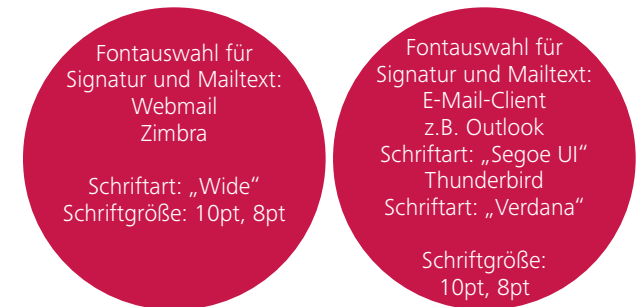 Fontauswahl für
Signatur und Mailtext:
Webmail
Zimbra
Schriftart: „Wide“
Schriftgröße: 10pt, 8pt
Fontauswahl für
Signatur und Mailtext:
E-Mail-Client
z.B. Outlook
Schriftart: „Segoe UI“
Thunderbird
Schriftart: „Verdana“
Schriftgröße:
10pt, 8pt